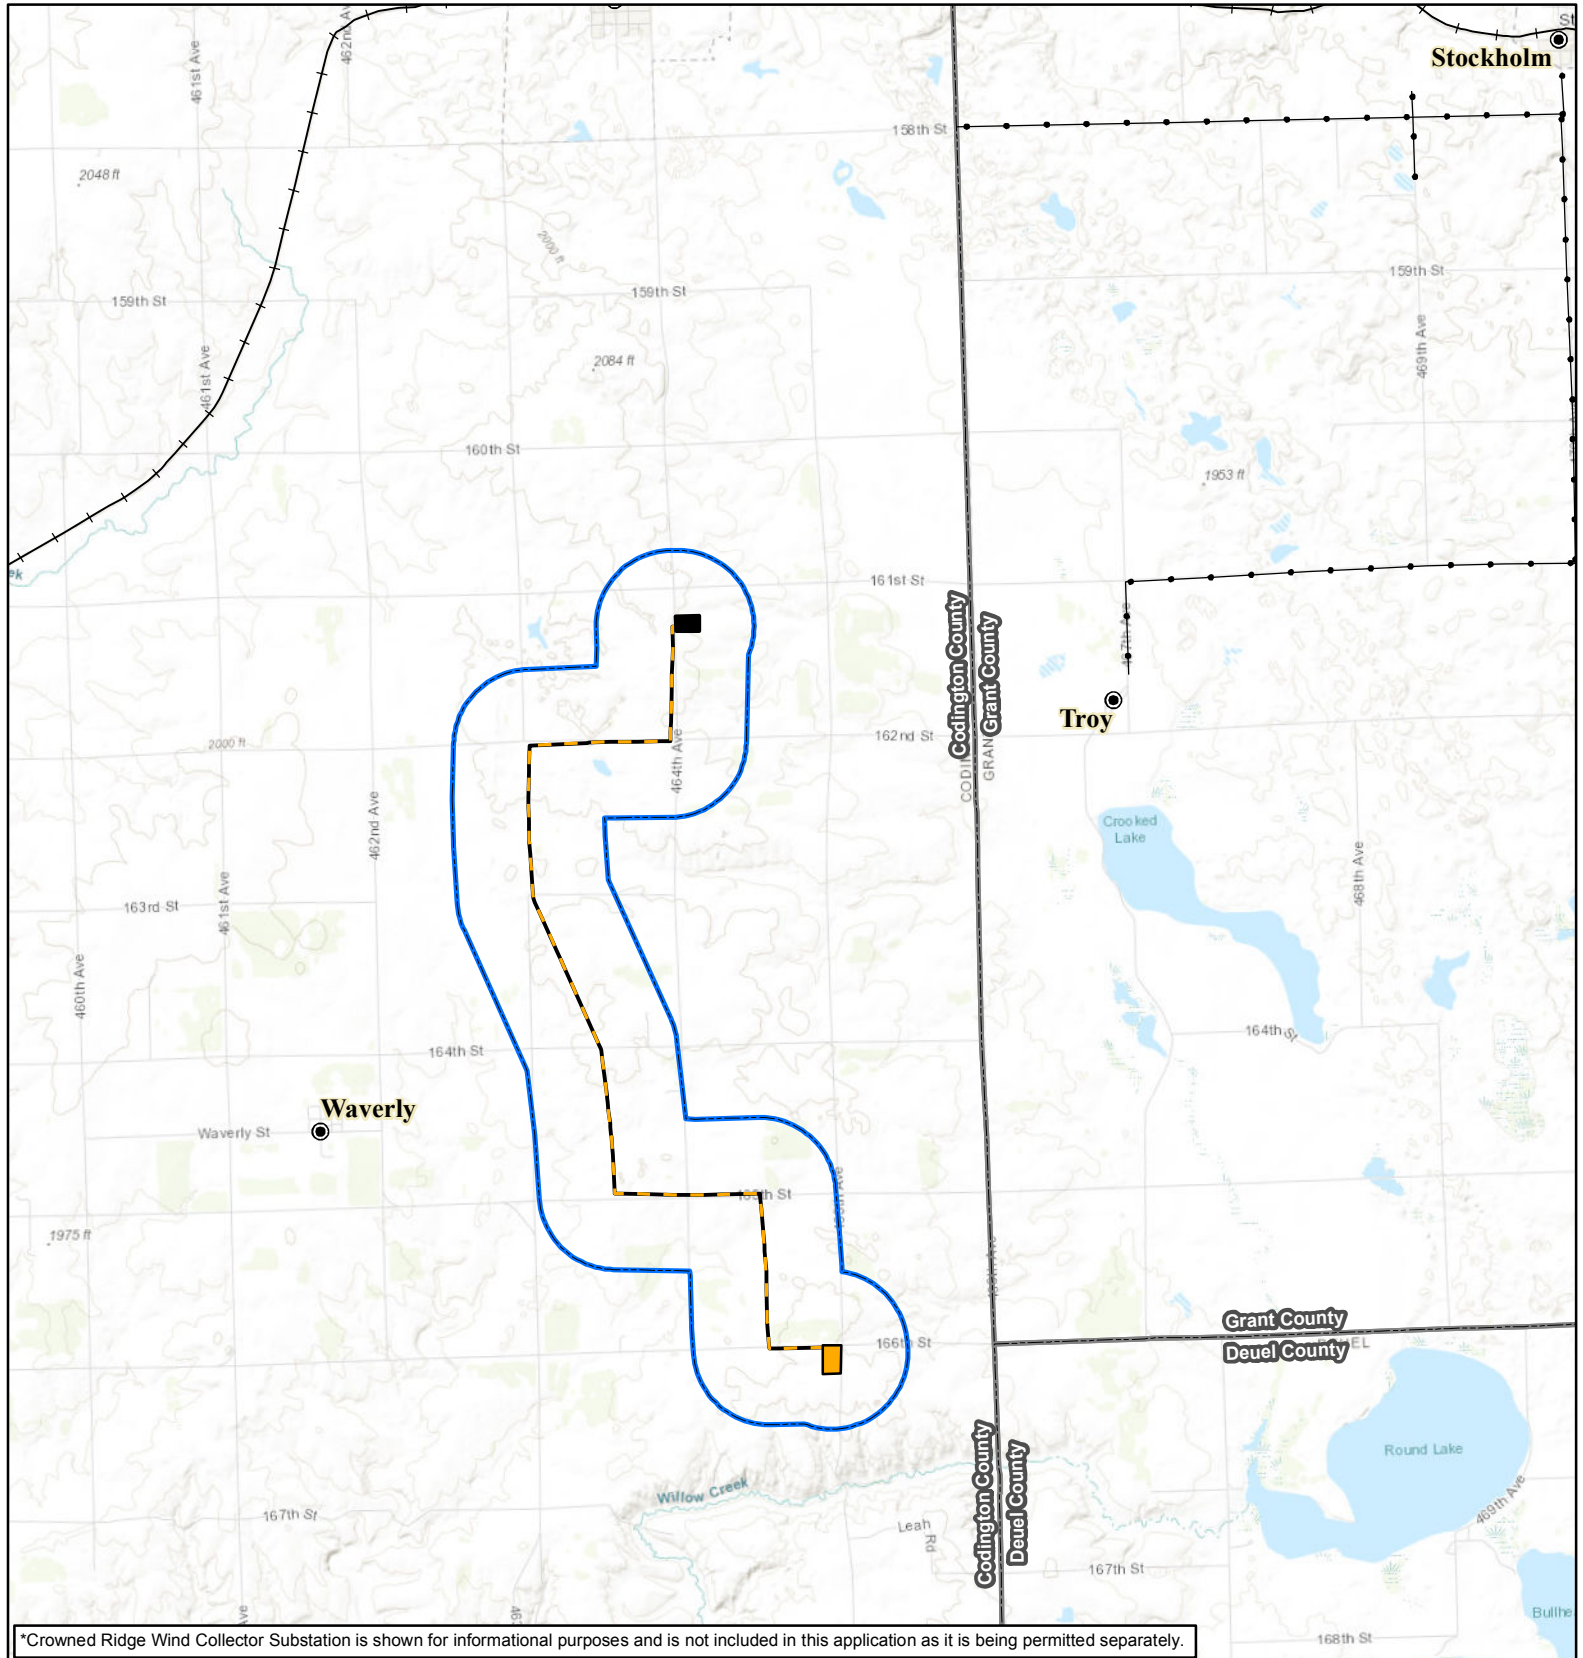 Stockholm
461st Ave
158th St
2048 ft
2000 ft
159th St
159th St
159th St
461st Ave
469th Ave
2084 ft
160th St
1953 ft
161st St
Codington County
Grant County
467th Ave
Troy
162nd St
464th Ave
2000 ft
462nd Ave
Crooked
Lake
468th Ave
163rd St
461st Ave
460th Ave
164th St
164th St
Waverly
Waverly St
165th St
1975 ft
Grant County
Deuel County
166th St
Round Lake
Codington County
Deuel County
Willow Creek
469th Ave
167th St
Leah
Rd
167th St
168th St
*Crowned Ridge Wind Collector Substation is shown for informational purposes and is not included in this application as it is being permitted separately.